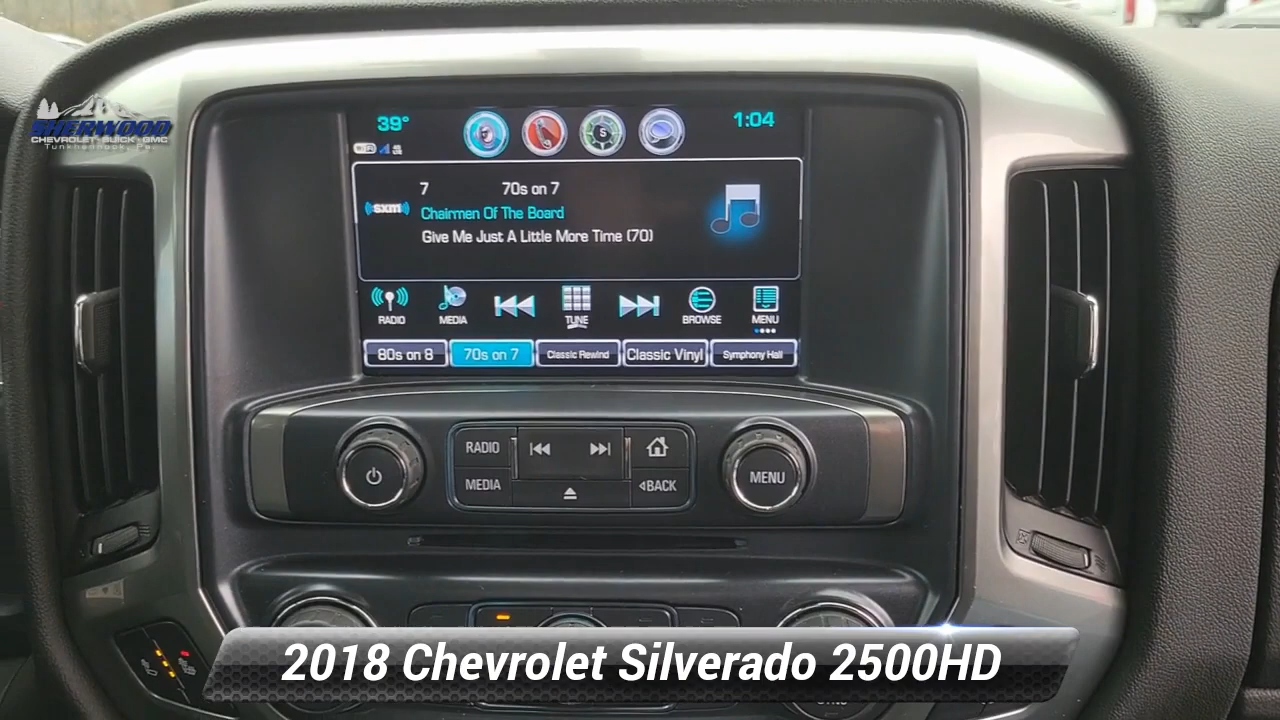 39°
1:04
SHERWOOD
CHEVROLET-BUICK-GMC
Tunkhannock, Pa.
S
7 70s on 7
((sxm))
Chairmen Of The Board
Give Me Just A Little More Time (70)
RADIO MEDIA TUNE BROWSE MENU
80s on 8 70s on 7 Classic Rewind Classic Vinyl Symphony Hall
RADIO
MEDIA
BACK
MENU
2018 Chevrolet Silverado 2500HD